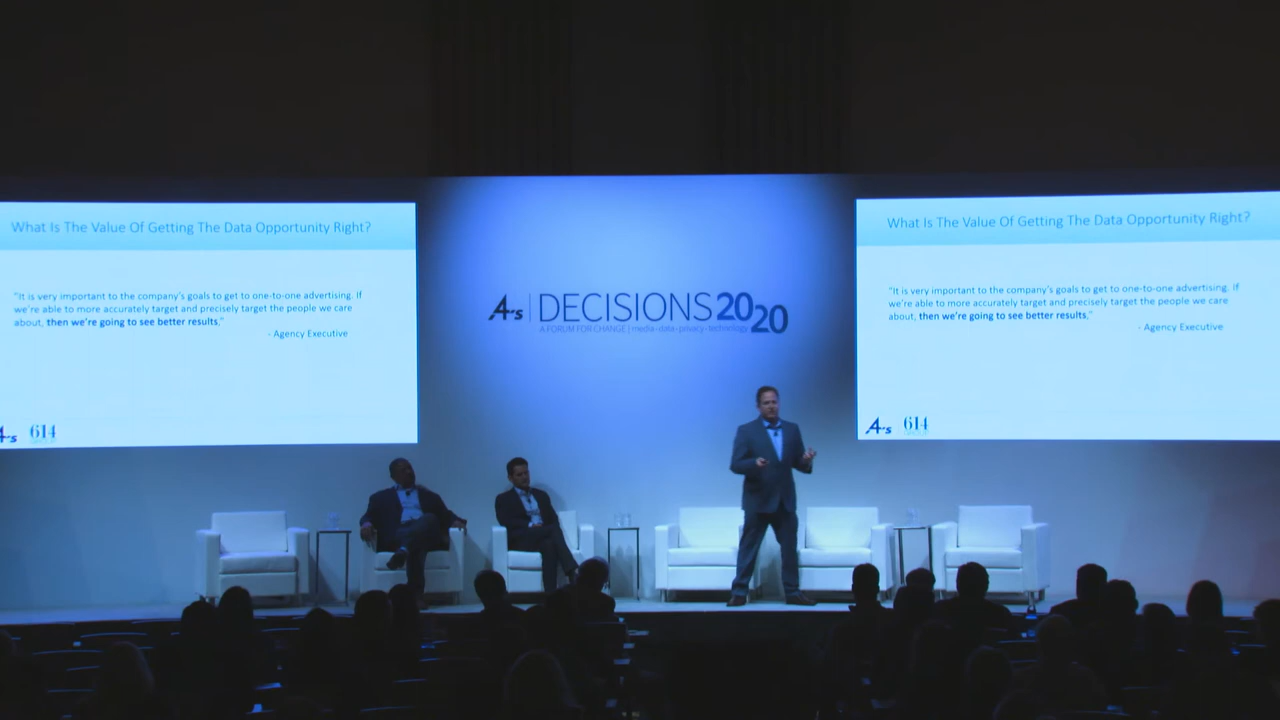 What Is The Value Of Getting The Data Opportunity Right?
"It is very important to the company's goals to get to one-to-one advertising. If
we're able to more accurately target and precisely target the people we care
about, then we're going to see better results."
- Agency Executive
4A's 614
4A's DECISIONS 2020
A FORUM FOR CHANGE | media · data · privacy · technology
What Is The Value Of Getting The Data Opportunity Right?
"It is very important to the company's goals to get to one-to-one advertising. If
we're able to more accurately target and precisely target the people we care
about, then we're going to see better results."
- Agency Executive
4A's 614